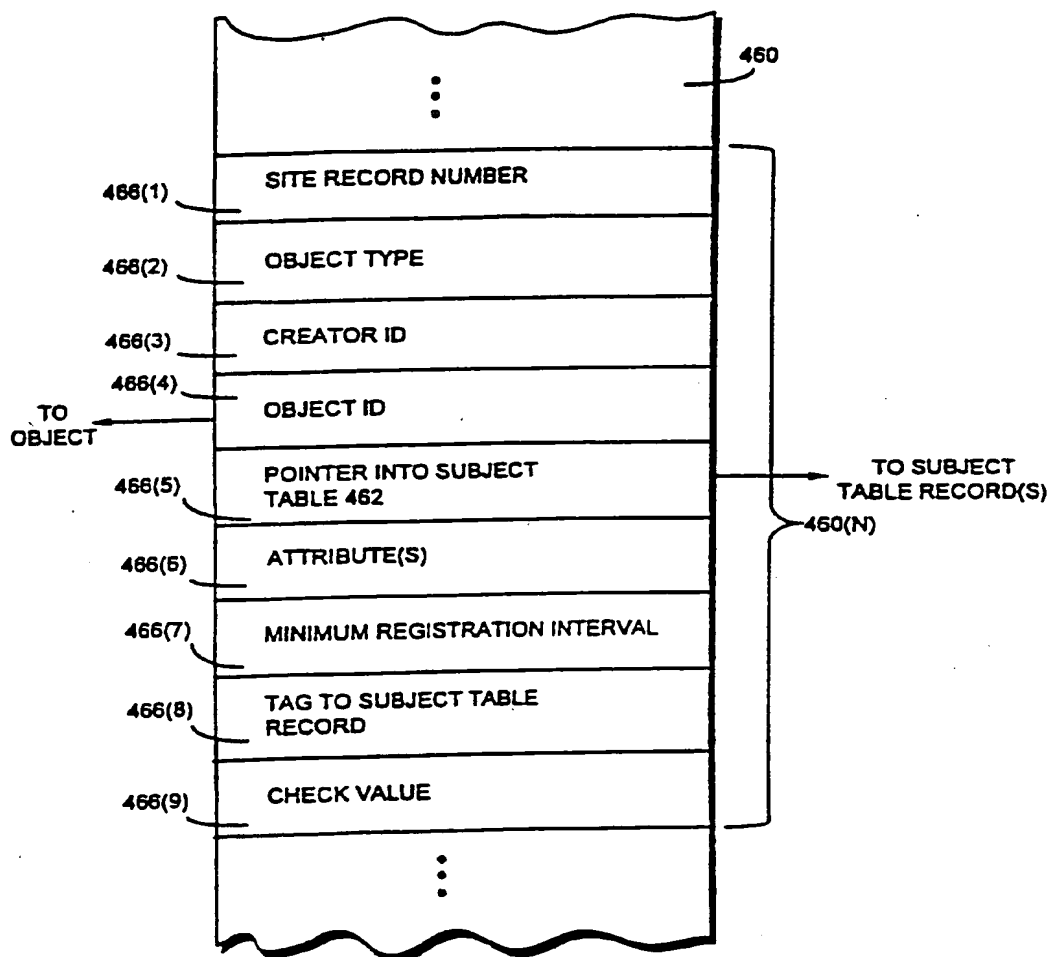 460
466(1)
SITE RECORD NUMBER
466(2)
OBJECT TYPE
466(3)
CREATOR ID
466(4)
OBJECT ID
TO
OBJECT
466(5)
POINTER INTO SUBJECT
TABLE 462
TO SUBJECT
TABLE RECORD(S)
460(N)
466(6)
ATTRIBUTE(S)
466(7)
MINIMUM REGISTRATION INTERVAL
466(8)
TAG TO SUBJECT TABLE
RECORD
466(9)
CHECK VALUE